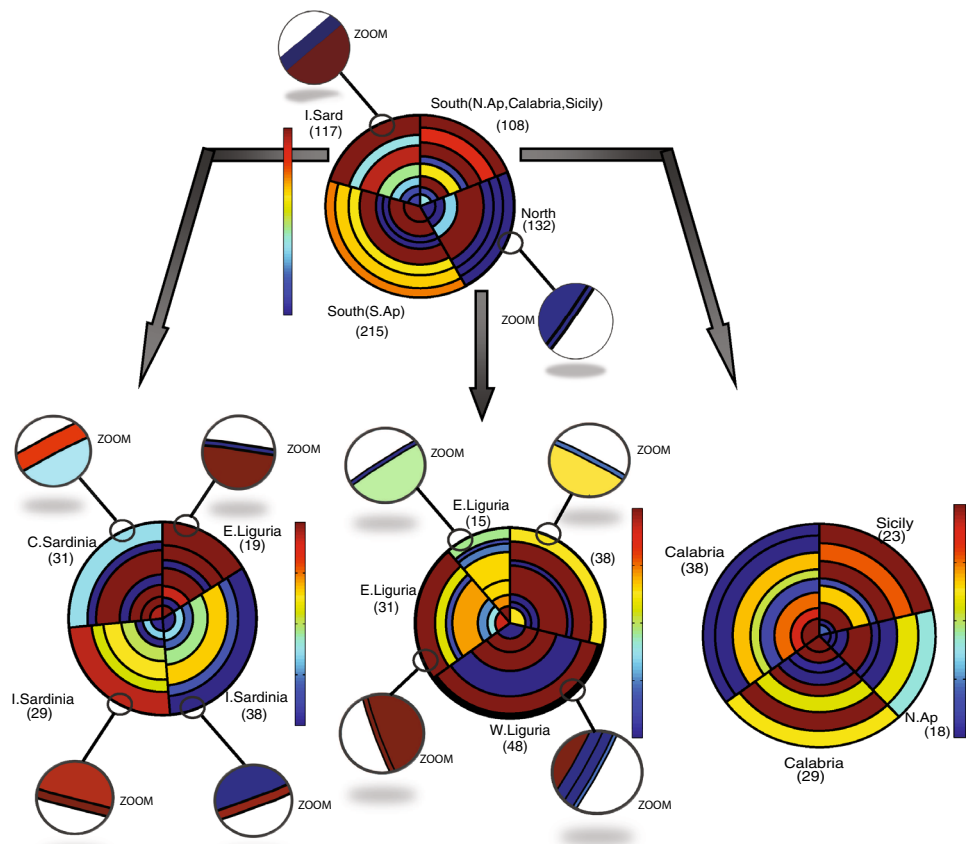 ZOOM
South(N.Ap,Calabria,Sicily)
(108)
I.Sard
(117)
North
(132)
ZOOM
South(S.Ap)
(215)
ZOOM
ZOOM
ZOOM
ZOOM
C.Sardinia
(31)
E.Liguria
(19)
E.Liguria
(15)
(38)
Calabria
(38)
Sicily
(23)
E.Liguria
(31)
I.Sardinia
(29)
I.Sardinia
(38)
N.Ap
(18)
W.Liguria
(48)
ZOOM
ZOOM
Calabria
(29)
ZOOM
ZOOM